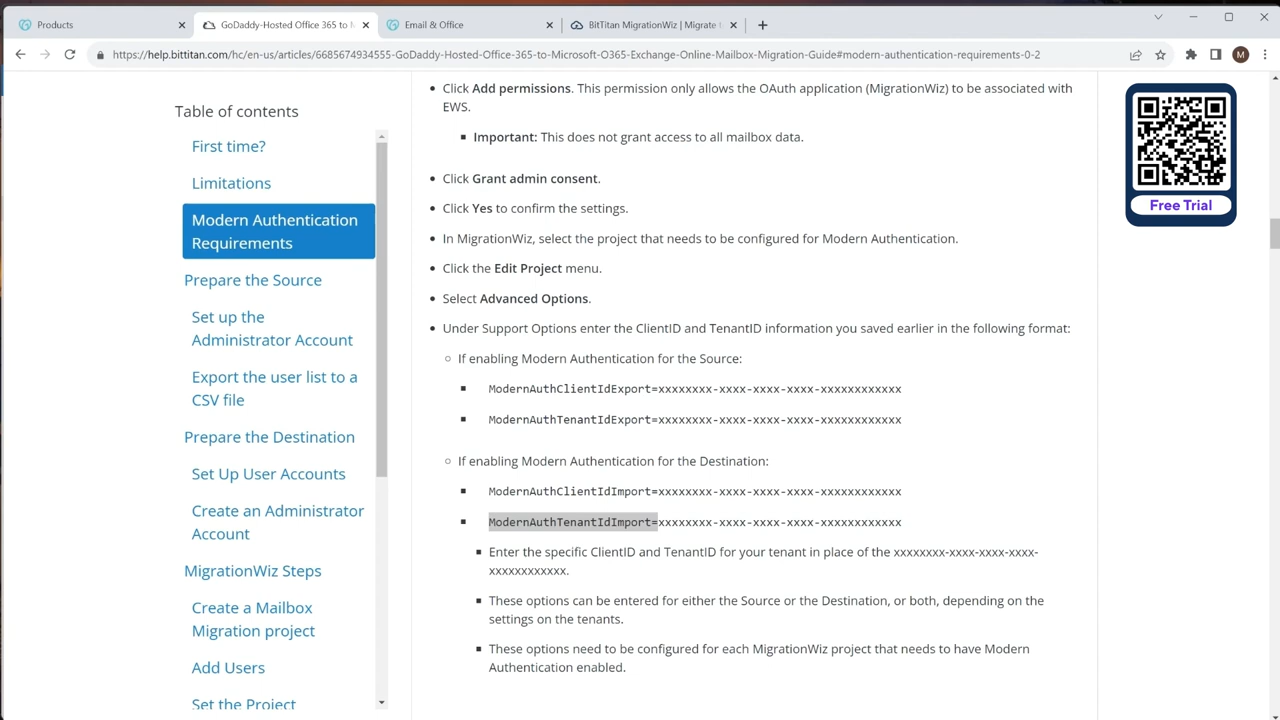 Products
GoDaddy-Hosted Office 365 to M
Email & Office
BitTitan MigrationWiz | Migrate t
https://help.bittitan.com/hc/en-us/articles/6685674934555-GoDaddy-Hosted-Office-365-to-Microsoft-O365-Exchange-Online-Mailbox-Migration-Guide#modern-authentication-requirements-0-2
M
Table of contents
First time?
Limitations
Modern Authentication
Requirements
Prepare the Source
Set up the
Administrator Account
Export the user list to a
CSV file
Prepare the Destination
Set Up User Accounts
Create an Administrator
Account
MigrationWiz Steps
Create a Mailbox
Migration project
Add Users
Set the Project
Click Add permissions. This permission only allows the OAuth application (MigrationWiz) to be associated with
EWS.
Important: This does not grant access to all mailbox data.
Click Grant admin consent.
Click Yes to confirm the settings.
In MigrationWiz, select the project that needs to be configured for Modern Authentication.
Click the Edit Project menu.
Select Advanced Options.
Under Support Options enter the ClientID and TenantID information you saved earlier in the following format:
If enabling Modern Authentication for the Source:
ModernAuthClientIdExport=xxxxxxxx-xxxx-xxxx-xxxx-xxxxxxxxxxxx
ModernAuthTenantIdExport=xxxxxxxx-xxxx-xxxx-xxxx-xxxxxxxxxxxx
If enabling Modern Authentication for the Destination:
ModernAuthClientIdImport=xxxxxxxx-xxxx-xxxx-xxxx-xxxxxxxxxxxx
ModernAuthTenantIdImport=xxxxxxxx-xxxx-xxxx-xxxx-xxxxxxxxxxxx
Enter the specific ClientID and TenantID for your tenant in place of the xxxxxxxx-xxxx-xxxx-xxxx-
xxxxxxxxxxxx.
These options can be entered for either the Source or the Destination, or both, depending on the
settings on the tenants.
These options need to be configured for each MigrationWiz project that needs to have Modern
Authentication enabled.
Free Trial